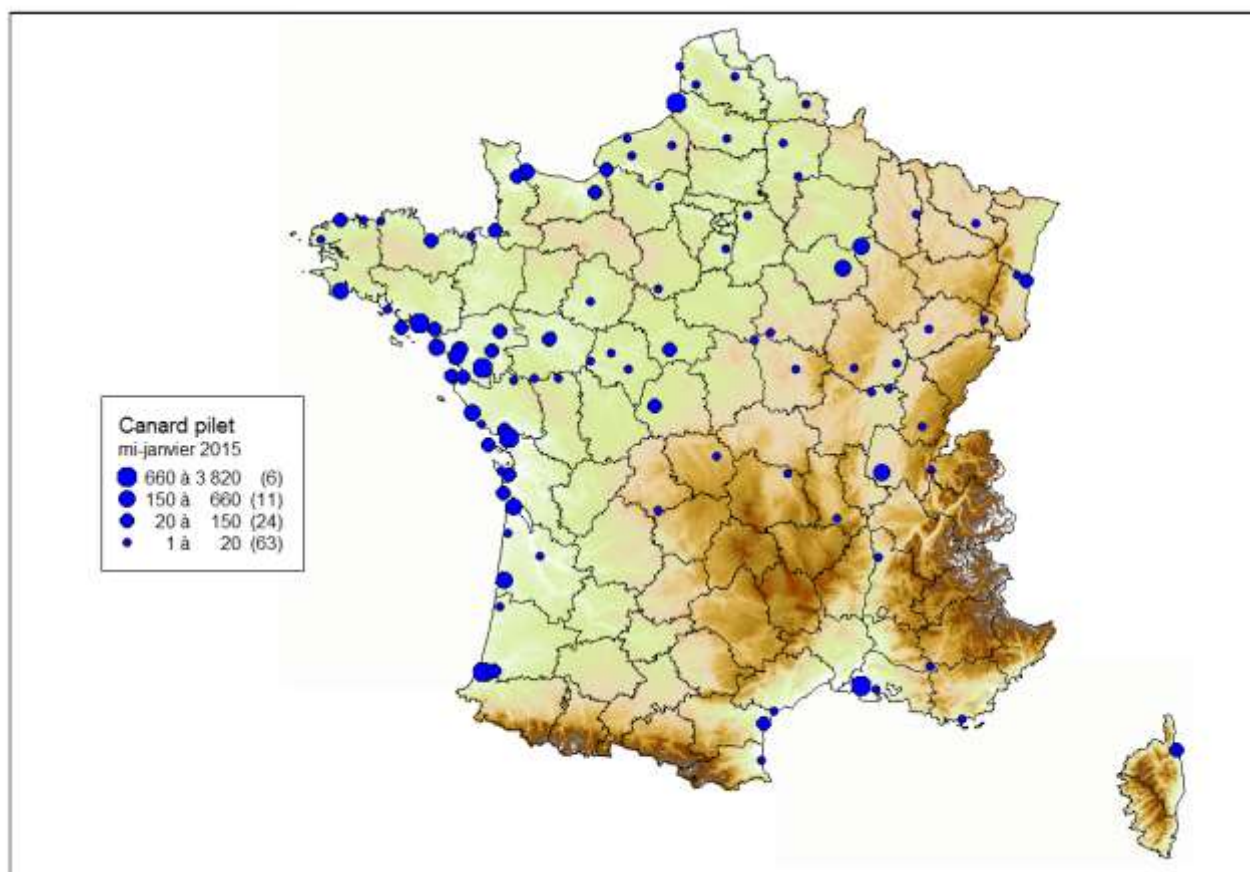 Canard pilet
mi-janvier 2015
660 à 3 820 (6)
150 à 660 (11)
20 à 150 (24)
1 à 20 (63)